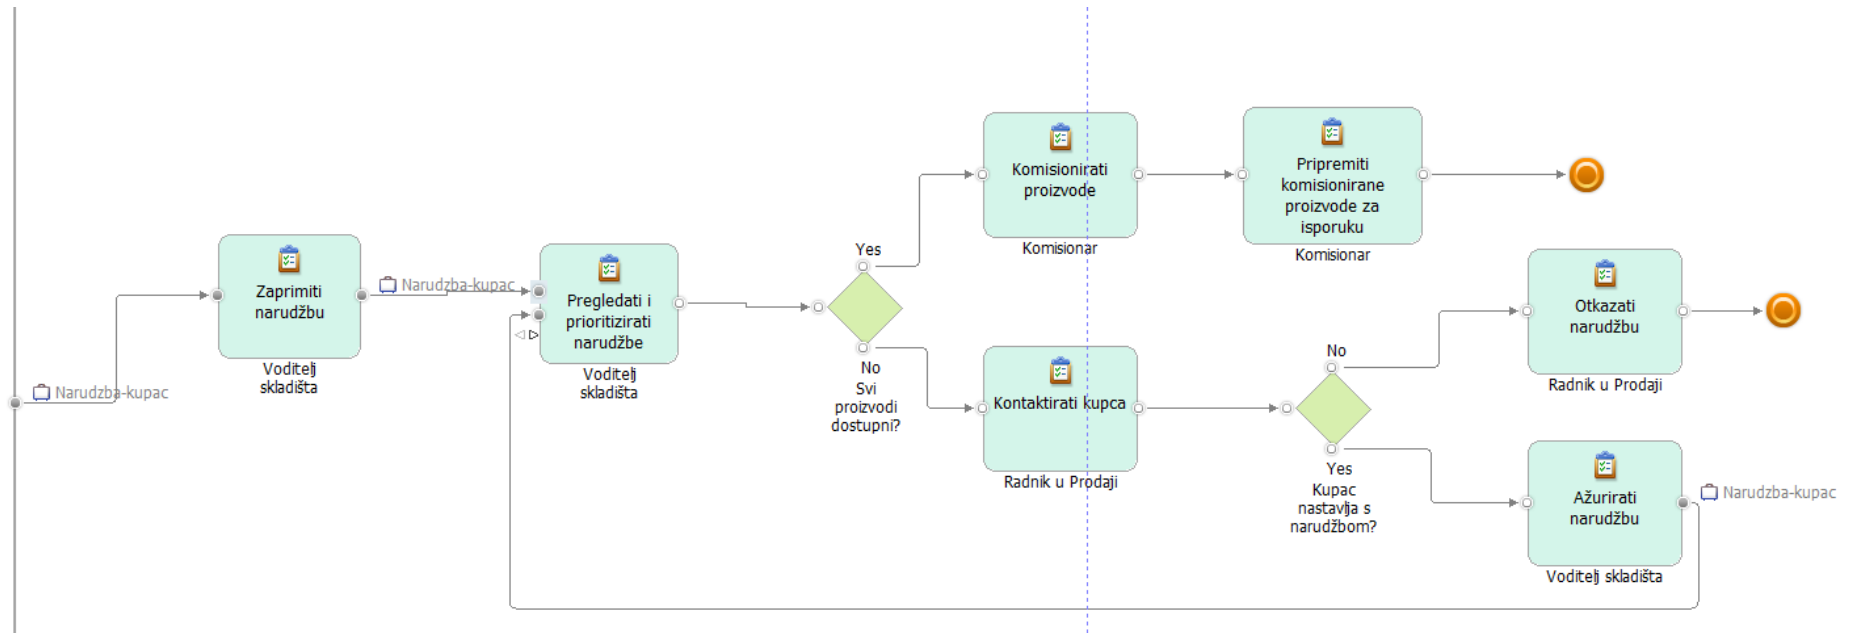 Narudzba-kupac
Zaprimiti
narudžbu
Voditelj
skladišta
Narudzba-kupac
Pregledati i
prioritizirati
narudžbe
Voditelj
skladišta
Yes
No
Svi
proizvodi
dostupni?
Komisionirati
proizvode
Komisionar
Pripremiti
komisionirane
proizvode za
isporuku
Komisionar
Kontaktirati kupca
Radnik u Prodaji
No
Yes
Kupac
nastavlja s
narudžbom?
Otkazati
narudžbu
Radnik u Prodaji
Ažurirati
narudžbu
Voditelj skladišta
Narudzba-kupac